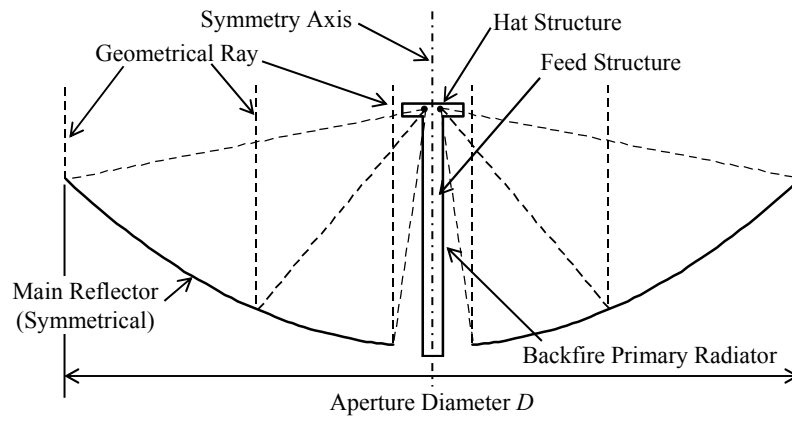 Symmetry Axis
Hat Structure
Geometrical Ray
Feed Structure
Main Reflector
(Symmetrical)
Backfire Primary Radiator
Aperture Diameter D